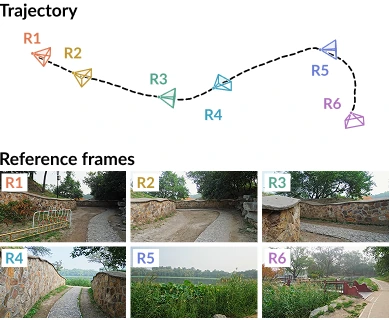 Trajectory
R1
R2
R3
R4
R5
R6
Reference frames
R1 R2 R3
R4 R5 R6